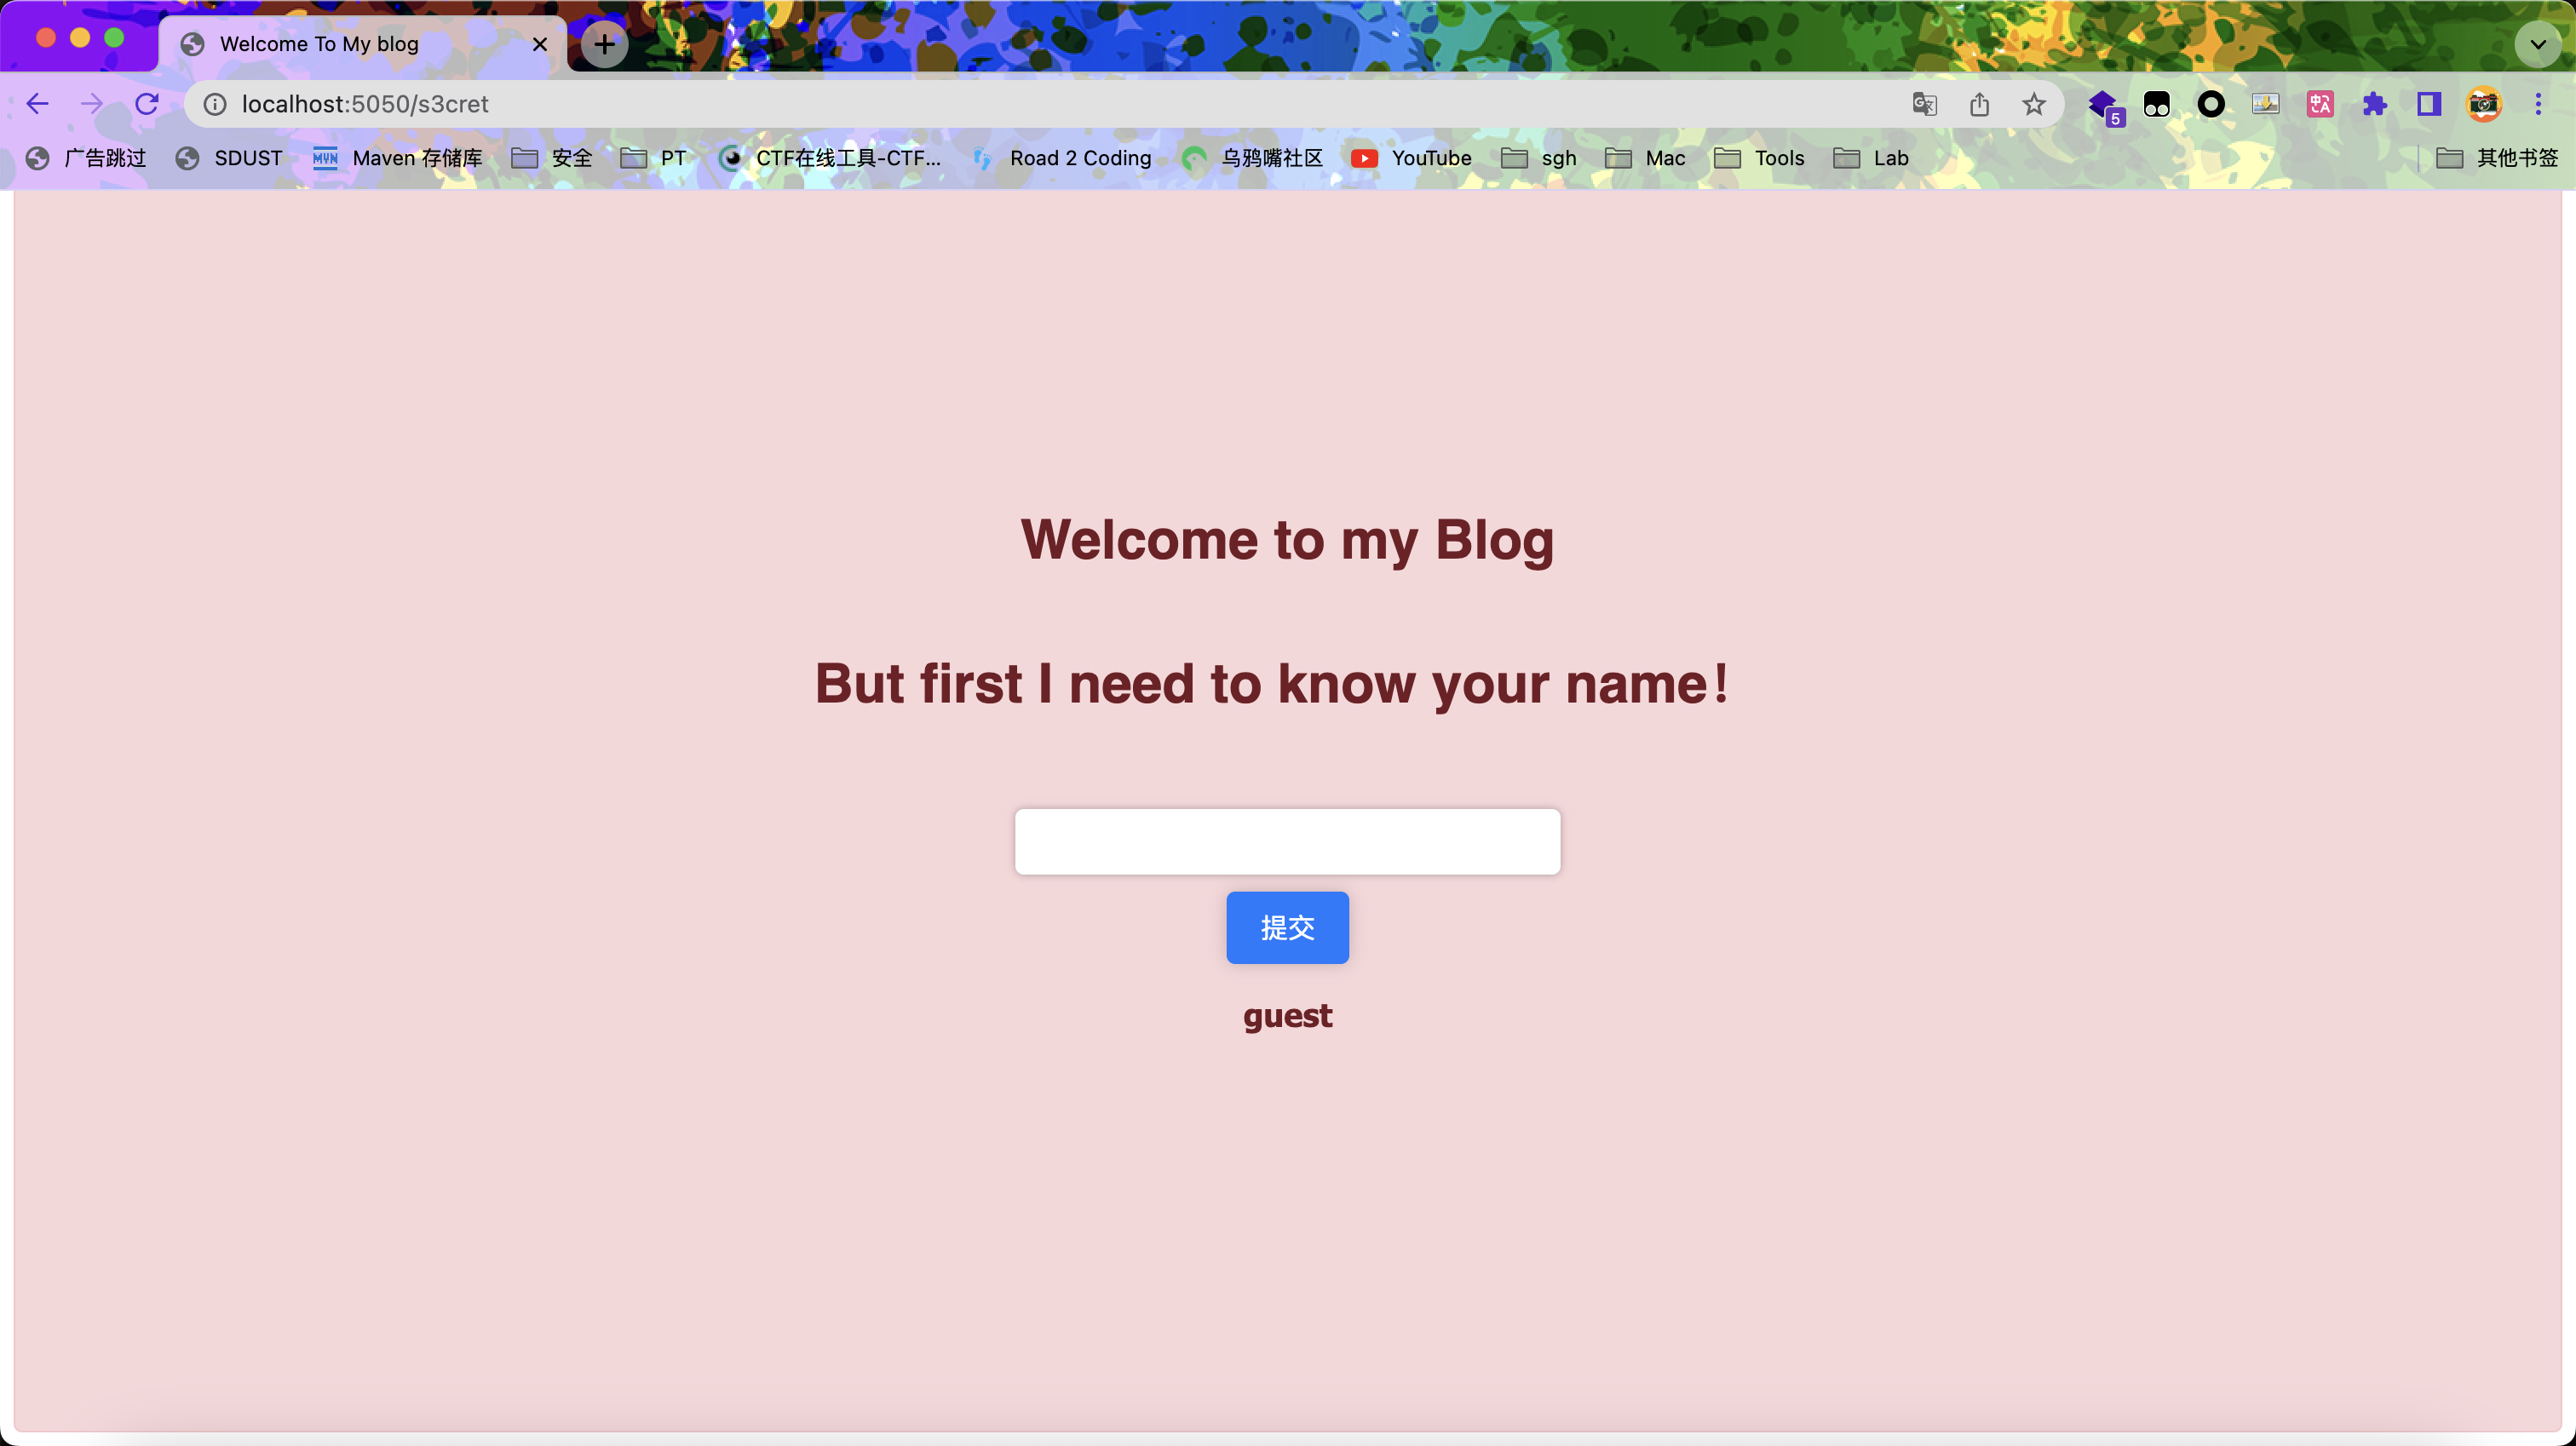 Welcome To My blog
localhost:5050/s3cret
5
广告跳过 SDUST MVN Maven 存储库 安全 PT CTF在线工具-CTF... Road 2 Coding 乌鸦嘴社区 YouTube sgh Mac Tools Lab 其他书签
Welcome to my Blog
But first I need to know your name！
提交
guest